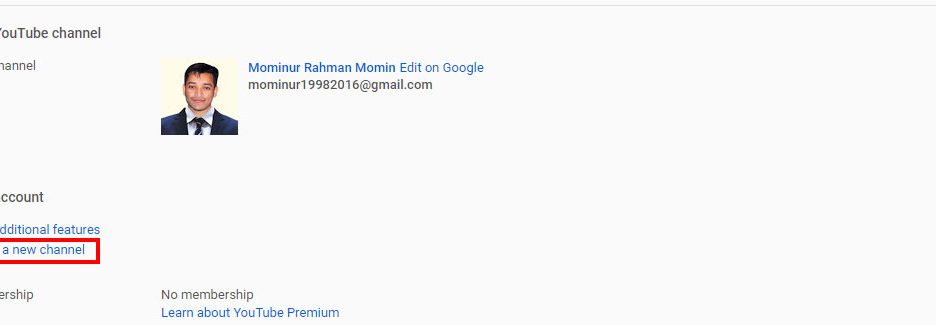 YouTube channel
hannel
Mominur Rahman Momin Edit on Google
mominur19982016@gmail.com
ccount
dditional features
a new channel
ership
No membership
Learn about YouTube Premium